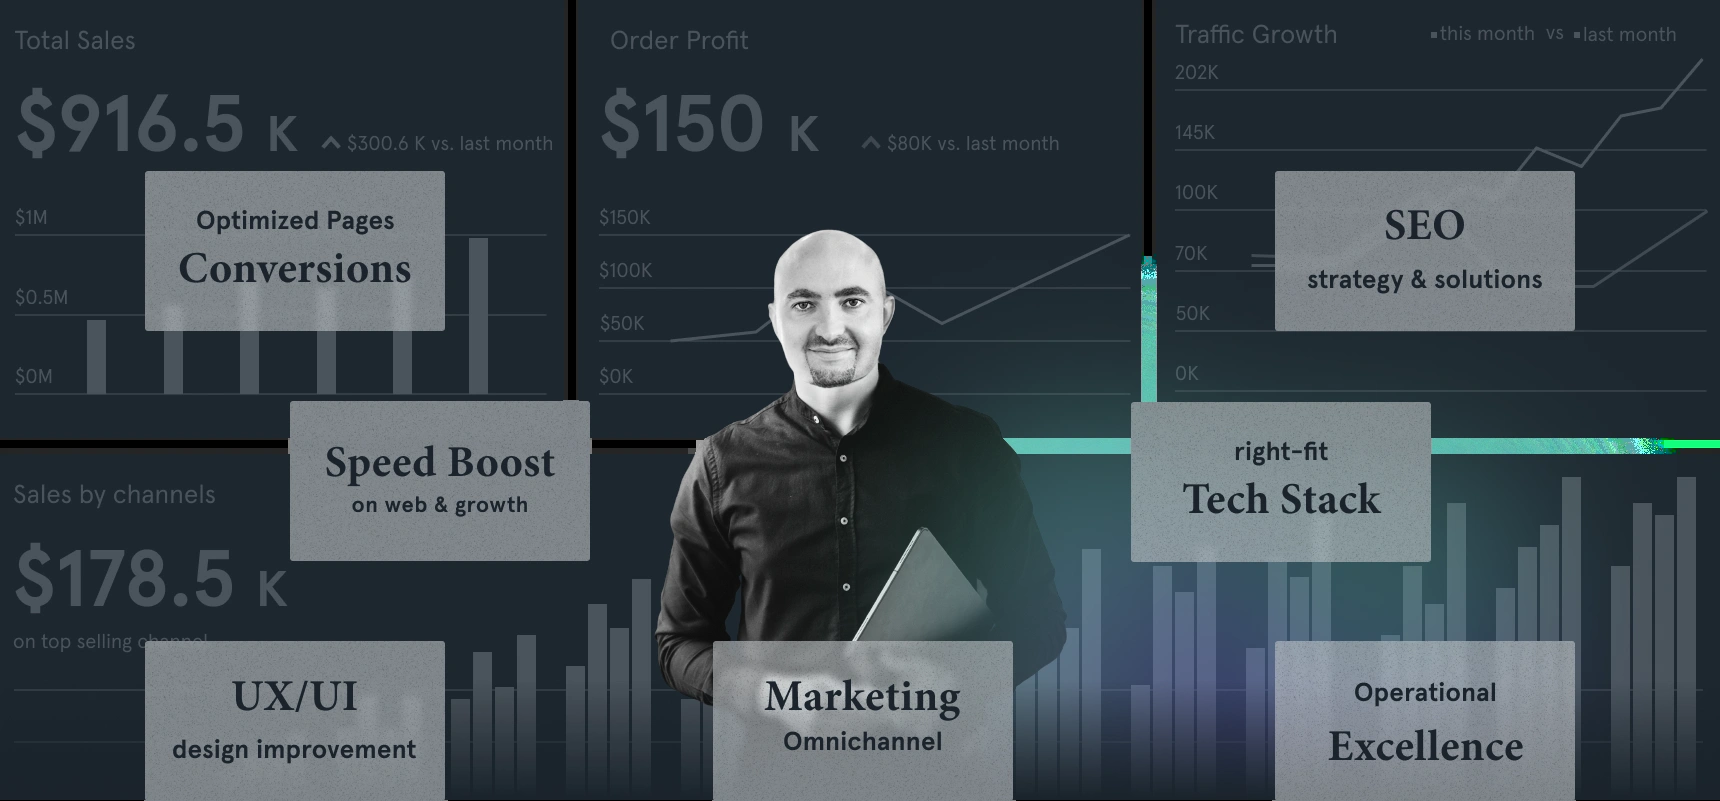 Total Sales
$916.5 K
$300.6 K vs. last month
$1M
$0.5M
$0M
Optimized Pages
Conversions
Order Profit
$150 K
$80K vs. last month
$150K
$100K
$50K
$0K
Traffic Growth
this month vs last month
202K
145K
100K
70K
50K
0K
SEO
strategy & solutions
Speed Boost
on web & growth
right-fit
Tech Stack
Sales by channels
$178.5 K
on top selling channel
UX/UI
design improvement
Marketing
Omnichannel
Operational
Excellence